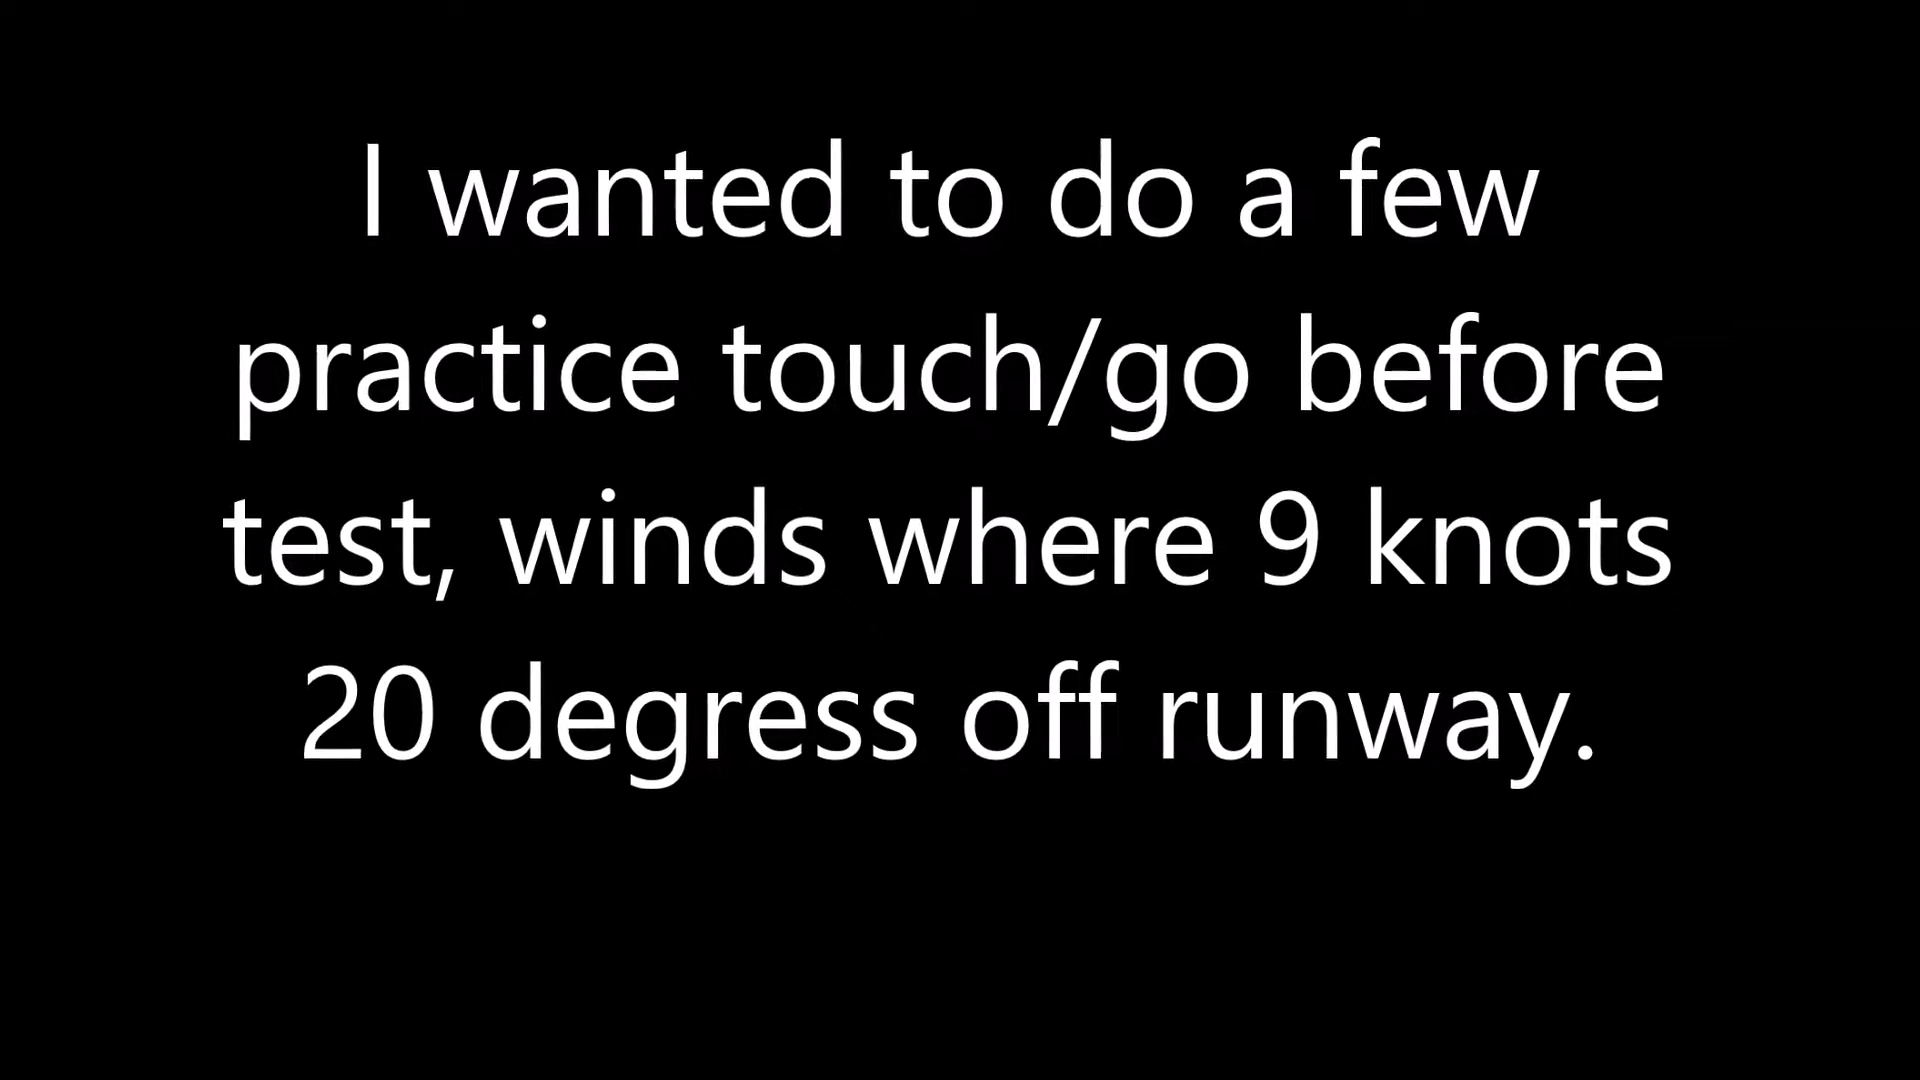 I wanted to do a few
practice touch/go before
test, winds where 9 knots
20 degress off runway.